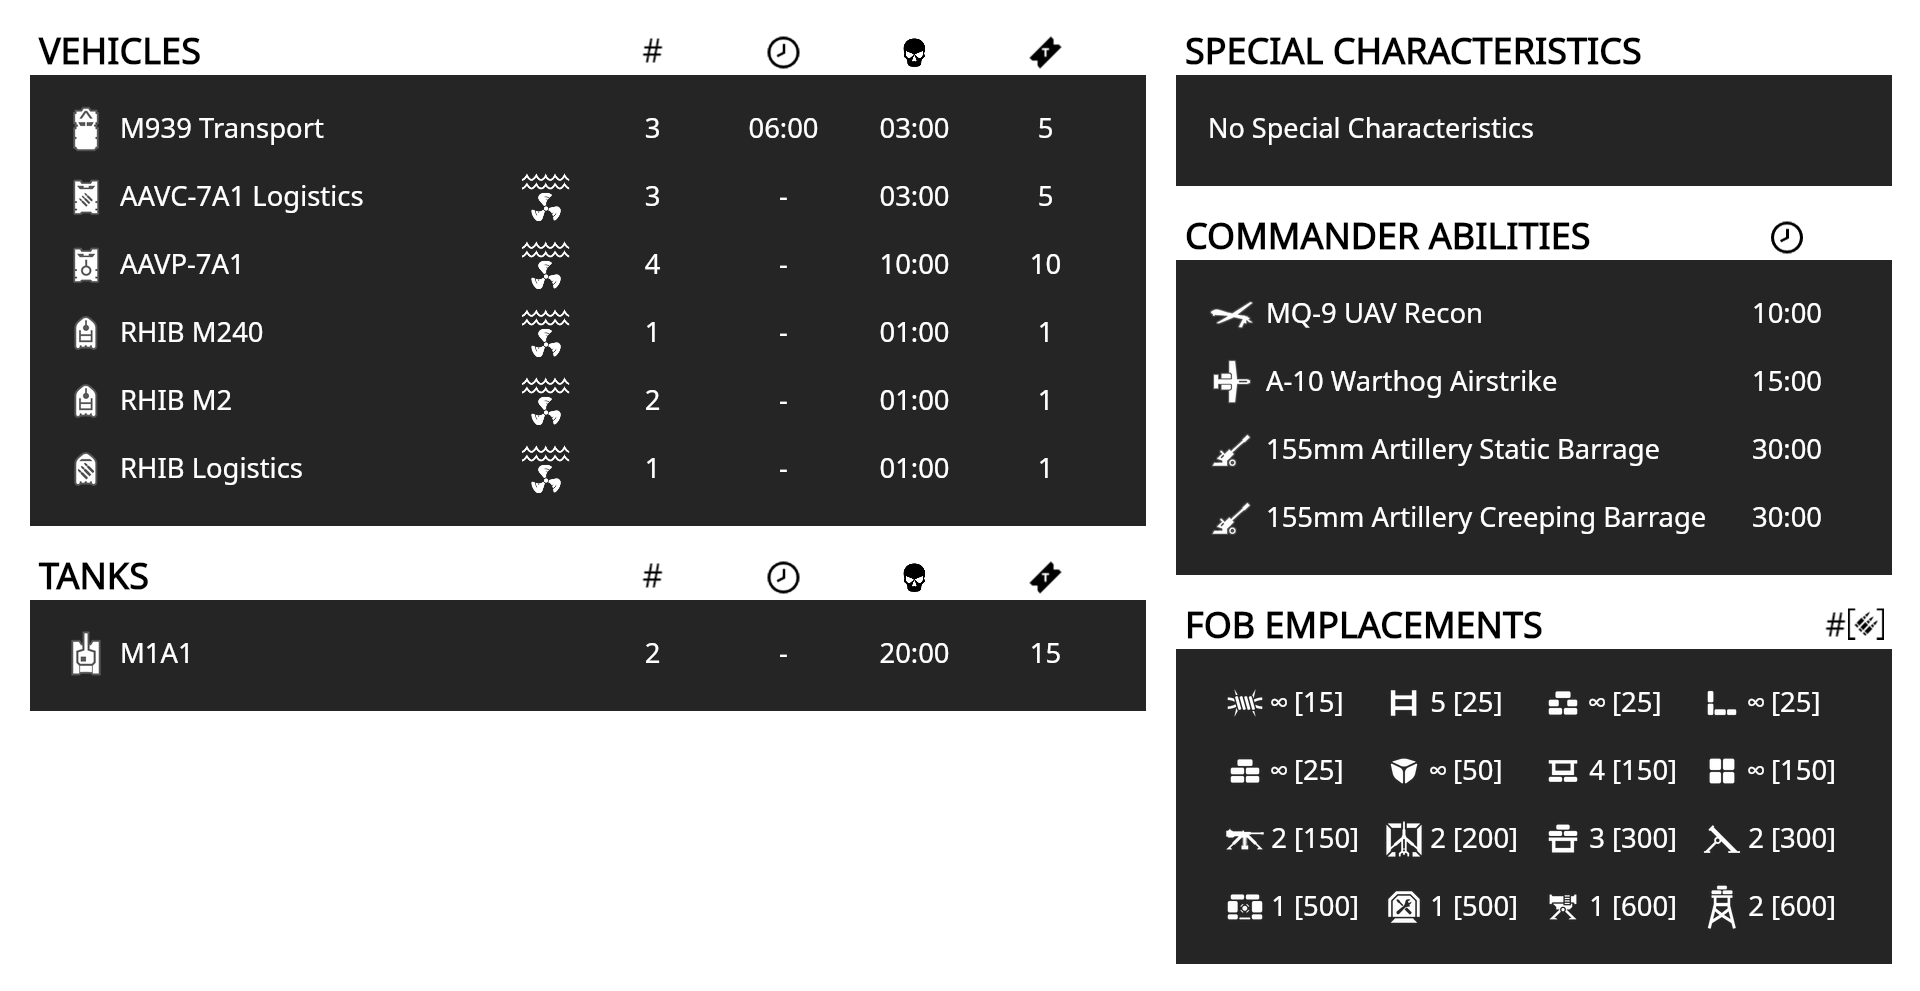 VEHICLES #
M939 Transport 3 06:00 03:00 5
AAVC-7A1 Logistics 3 - 03:00 5
AAVP-7A1 4 - 10:00 10
RHIB M240 1 - 01:00 1
RHIB M2 2 - 01:00 1
RHIB Logistics 1 - 01:00 1
TANKS #
M1A1 2 - 20:00 15
SPECIAL CHARACTERISTICS
No Special Characteristics
COMMANDER ABILITIES
MQ-9 UAV Recon 10:00
A-10 Warthog Airstrike 15:00
155mm Artillery Static Barrage 30:00
155mm Artillery Creeping Barrage 30:00
FOB EMPLACEMENTS #[]
∞ [15] 5 [25] ∞ [25] ∞ [25]
∞ [25] ∞ [50] 4 [150] ∞ [150]
2 [150] 2 [200] 3 [300] 2 [300]
1 [500] 1 [500] 1 [600] 2 [600]